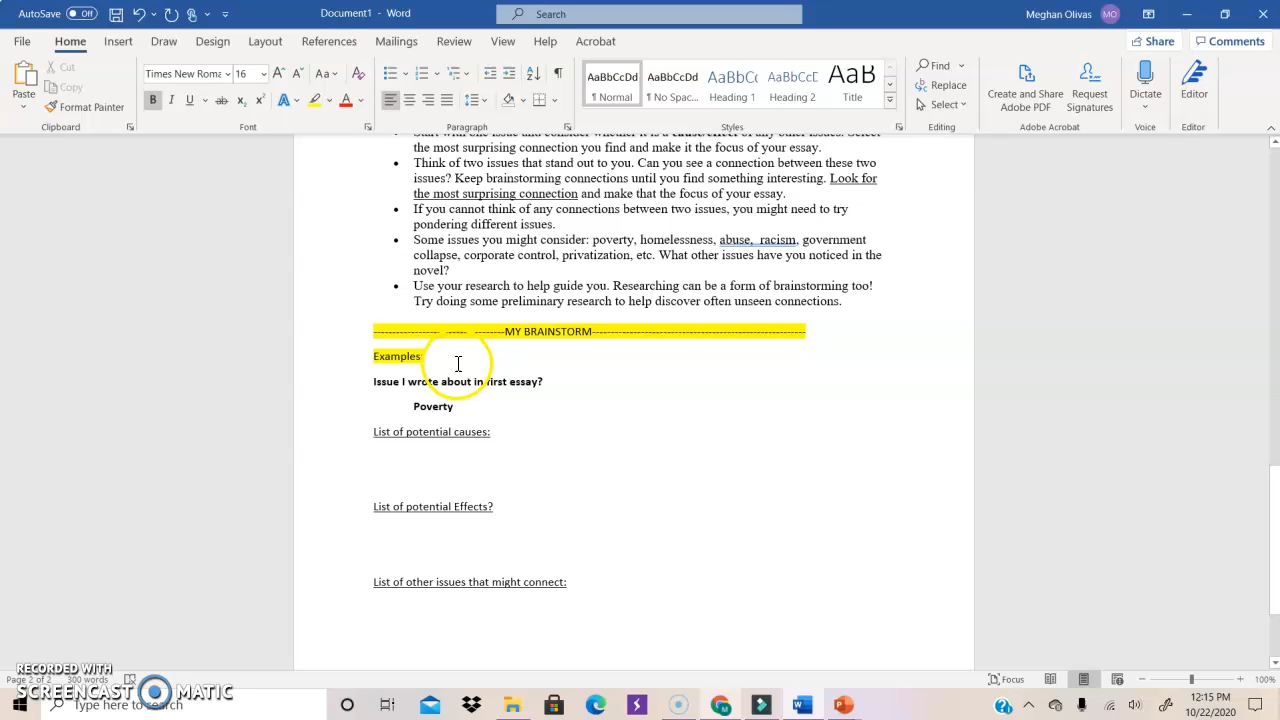 AutoSave Off Document1 - Word Search Meghan Olivas MO
File Home Insert Draw Design Layout References Mailings Review View Help Acrobat Share Comments
Paste Cut Copy Format Painter Clipboard
Times New Roma 16 Font
Paragraph
AaBbCcDd Normal AaBbCcDd No Spac... AaBbC Heading 1 AaBbCcD Heading 2 AaB Title Styles
Find Replace Select Editing
Create and Share Adobe PDF Request Signatures Adobe Acrobat
Dictate Voice Editor Editor
Start with one issue and consider whether it is a cause/effect of any other issues. Select
the most surprising connection you find and make it the focus of your essay.
Think of two issues that stand out to you. Can you see a connection between these two
issues? Keep brainstorming connections until you find something interesting. Look for
the most surprising connection and make that the focus of your essay.
If you cannot think of any connections between two issues, you might need to try
pondering different issues.
Some issues you might consider: poverty, homelessness, abuse, racism, government
collapse, corporate control, privatization, etc. What other issues have you noticed in the
novel?
Use your research to help guide you. Researching can be a form of brainstorming too!
Try doing some preliminary research to help discover often unseen connections.
MY BRAINSTORM
Examples:
Issue I wrote about in first essay?
Poverty
List of potential causes:
List of potential Effects?
List of other issues that might connect:
RECORDED WITH
SCREENCAST MATIC
Page 2 of 2 300 words Focus 100%
Type here to search 12:15 PM
10/22/2020